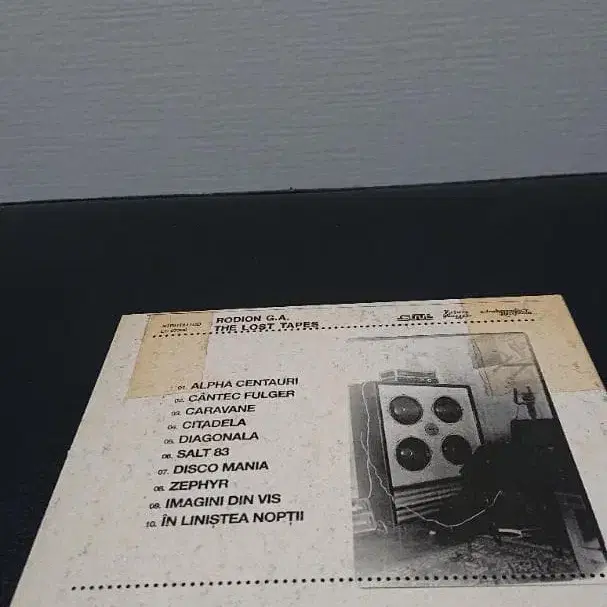 RODION G.A.
THE LOST TAPES
01. ALPHA CENTAURI
02. CÂNTEC FULGER
03. CARAVANE
04. CITADELA
05. DIAGONALA
06. SALT 83
07. DISCO MANIA
08. ZEPHYR
09. IMAGINI DIN VIS
10. ÎN LINIȘTEA NOPȚII